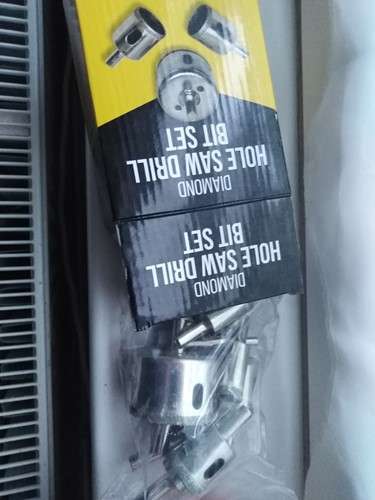 DIAMOND
HOLE SAW DRILL
BIT SET
DIAMOND
HOLE SAW DRILL
BIT SET